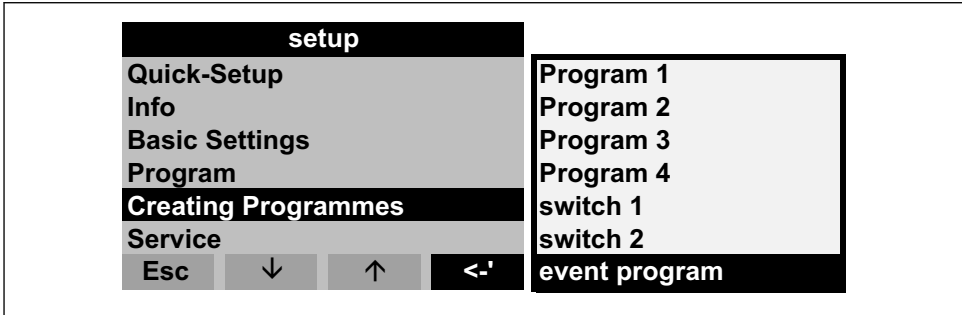 setup
Quick-Setup
Info
Basic Settings
Program
Creating Programmes
Service
Esc ↓ ↑ <-'
Program 1
Program 2
Program 3
Program 4
switch 1
switch 2
event program